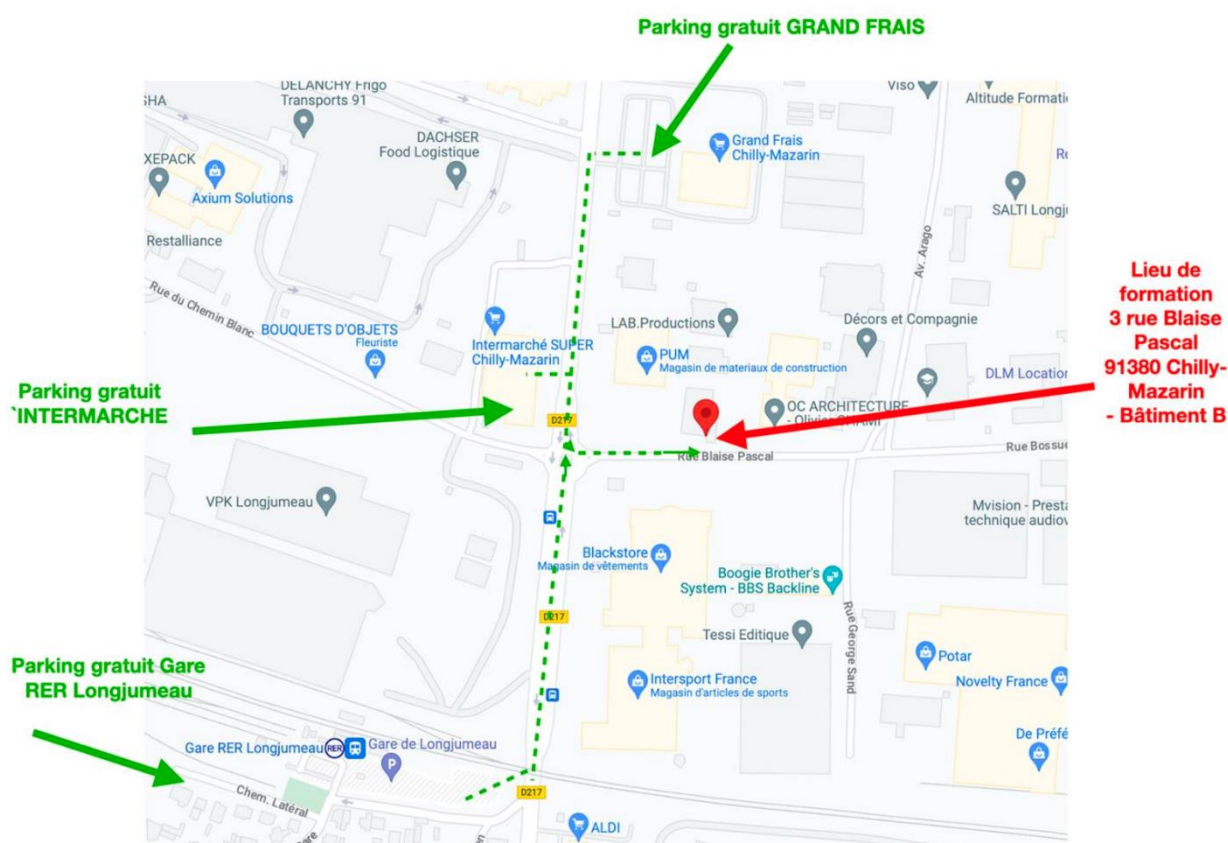 Parking gratuit GRAND FRAIS
DELANCHY Frigo
Transports 91
SHA
Viso
Altitude Formati
DACHSER
Food Logistique
Grand Frais
Chilly-Mazarin
XEPACK
Axium Solutions
SALTI Longj
Restalliance
Av. Arago
Rue du Chemin Blanc
Lieu de
formation
3 rue Blaise
Pascal
91380 Chilly-
Mazarin
- Bâtiment B
LAB.Productions
Décors et Compagnie
BOUQUETS D'OBJETS
Fleuriste
Intermarché SUPER
Chilly-Mazarin
PUM
Magasin de materiaux de construction
DLM Location
Parking gratuit
`INTERMARCHE
OC ARCHITECTURE
- Olivier CHAMI
D217
Rue Blaise Pascal
Rue Bossue
VPK Longjumeau
Mvision - Presta
technique audiov
Blackstore
Magasin de vêtements
Boogie Brother's
System - BBS Backline
D217
Tessi Editique
Rue George Sand
Parking gratuit Gare
RER Longjumeau
Potar
Intersport France
Magasin d'articles de sports
Novelty France
Gare RER Longjumeau
RER
Gare de Longjumeau
P
De Préfé
Chem. Latéral
D217
are
ALDI